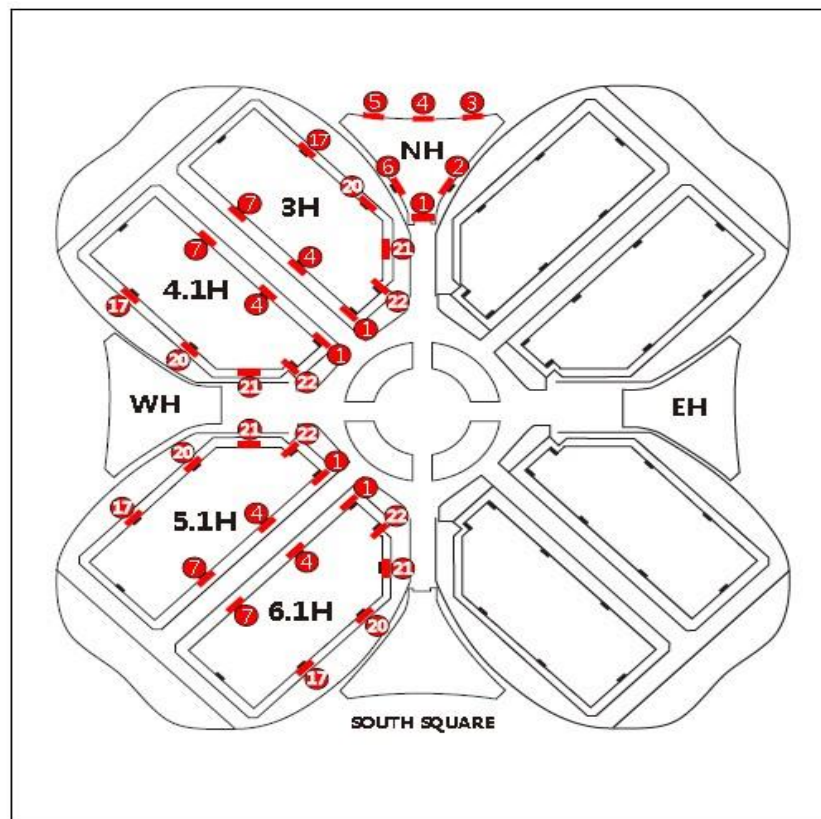 5 4 3
NH
17 6 2
20 1
7 3H
7 4 21
4.1H 4 22
17 1
20 1
21 22
WH EH
21 22
20 1
1
17 5.1H 4 22
4 21
7
7 6.1H 20
17
SOUTH SQUARE